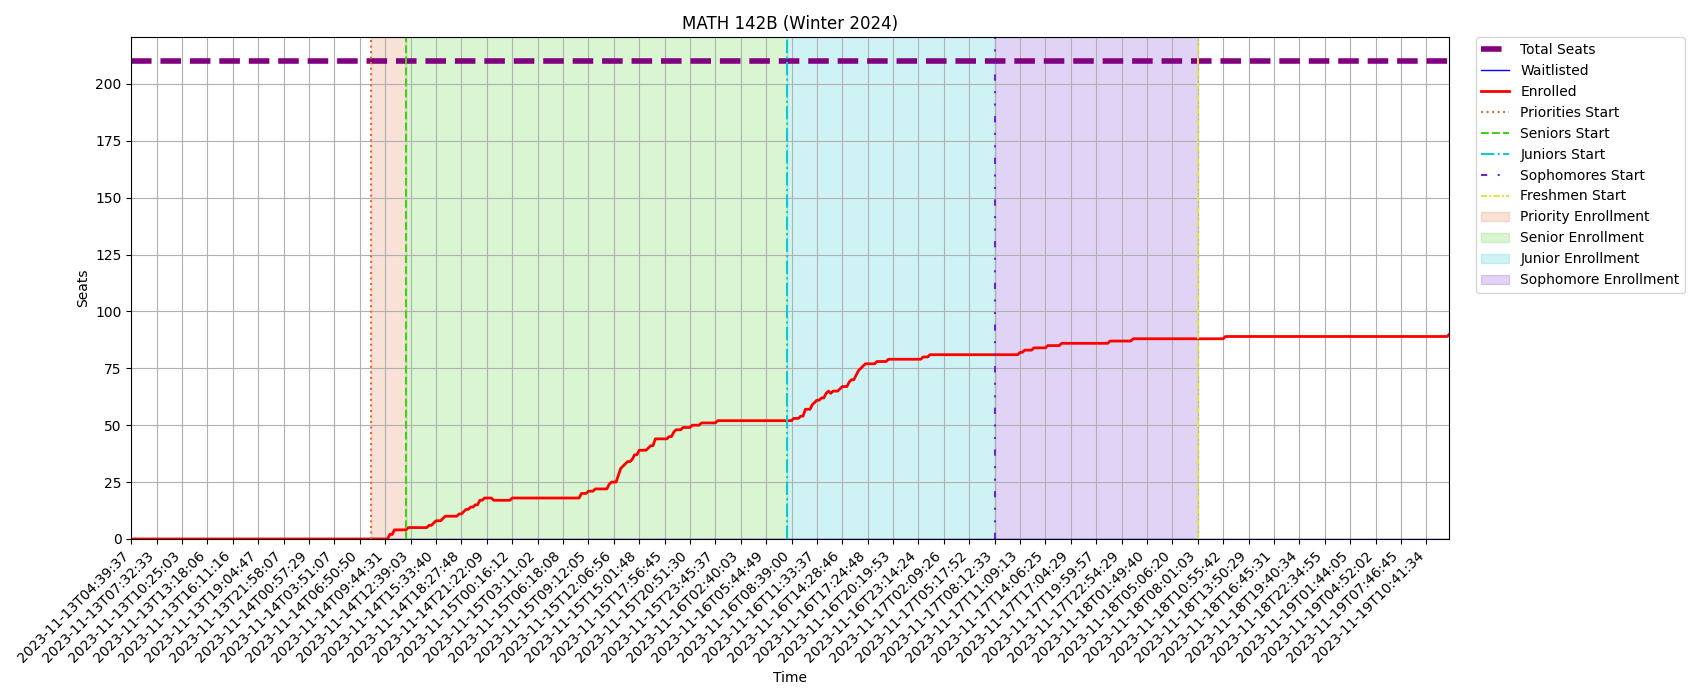 MATH 142B (Winter 2024)
Seats
200
175
150
125
100
75
50
25
0
2023-11-13T04:39:37
2023-11-13T07:32:33
2023-11-13T10:25:03
2023-11-13T13:18:06
2023-11-13T16:11:16
2023-11-13T19:04:47
2023-11-13T21:58:07
2023-11-14T00:57:29
2023-11-14T03:51:07
2023-11-14T06:50:50
2023-11-14T09:44:31
2023-11-14T12:39:03
2023-11-14T15:33:40
2023-11-14T18:27:48
2023-11-14T21:22:09
2023-11-15T00:16:12
2023-11-15T03:11:02
2023-11-15T06:18:08
2023-11-15T09:12:05
2023-11-15T12:06:56
2023-11-15T15:01:48
2023-11-15T17:56:45
2023-11-15T20:51:30
2023-11-15T23:45:37
2023-11-16T02:40:03
2023-11-16T05:44:49
2023-11-16T08:39:00
2023-11-16T11:33:37
2023-11-16T14:28:46
2023-11-16T17:24:48
2023-11-16T20:19:53
2023-11-16T23:14:24
2023-11-17T02:09:26
2023-11-17T05:17:52
2023-11-17T08:12:33
2023-11-17T11:09:13
2023-11-17T14:06:25
2023-11-17T17:04:29
2023-11-17T19:59:57
2023-11-17T22:54:29
2023-11-18T01:49:40
2023-11-18T05:06:20
2023-11-18T08:01:03
2023-11-18T10:55:42
2023-11-18T13:50:29
2023-11-18T16:45:31
2023-11-18T19:40:34
2023-11-18T22:34:55
2023-11-19T01:44:05
2023-11-19T04:52:02
2023-11-19T07:46:45
2023-11-19T10:41:34
Time
Total Seats
Waitlisted
Enrolled
Priorities Start
Seniors Start
Juniors Start
Sophomores Start
Freshmen Start
Priority Enrollment
Senior Enrollment
Junior Enrollment
Sophomore Enrollment